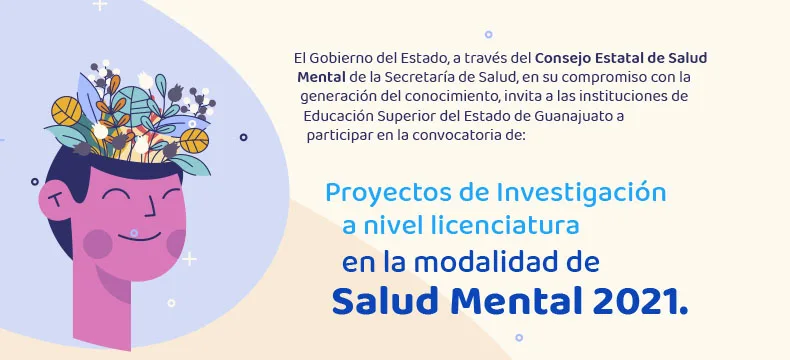 El Gobierno del Estado, a través del Consejo Estatal de Salud
Mental de la Secretaría de Salud, en su compromiso con la
generación del conocimiento, invita a las instituciones de
Educación Superior del Estado de Guanajuato a
participar en la convocatoria de:
Proyectos de Investigación
a nivel licenciatura
en la modalidad de
Salud Mental 2021.